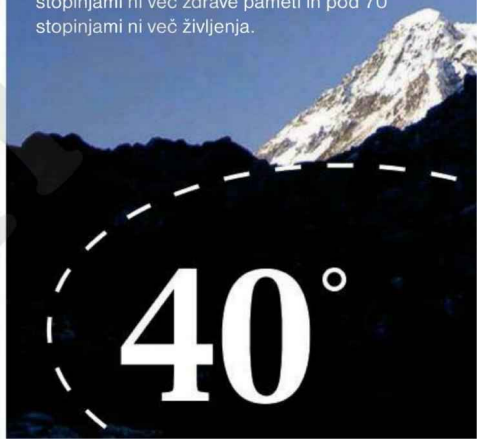 stopinjami ni več zdrave pameti in pod 70
stopinjami ni več življenja.
40°